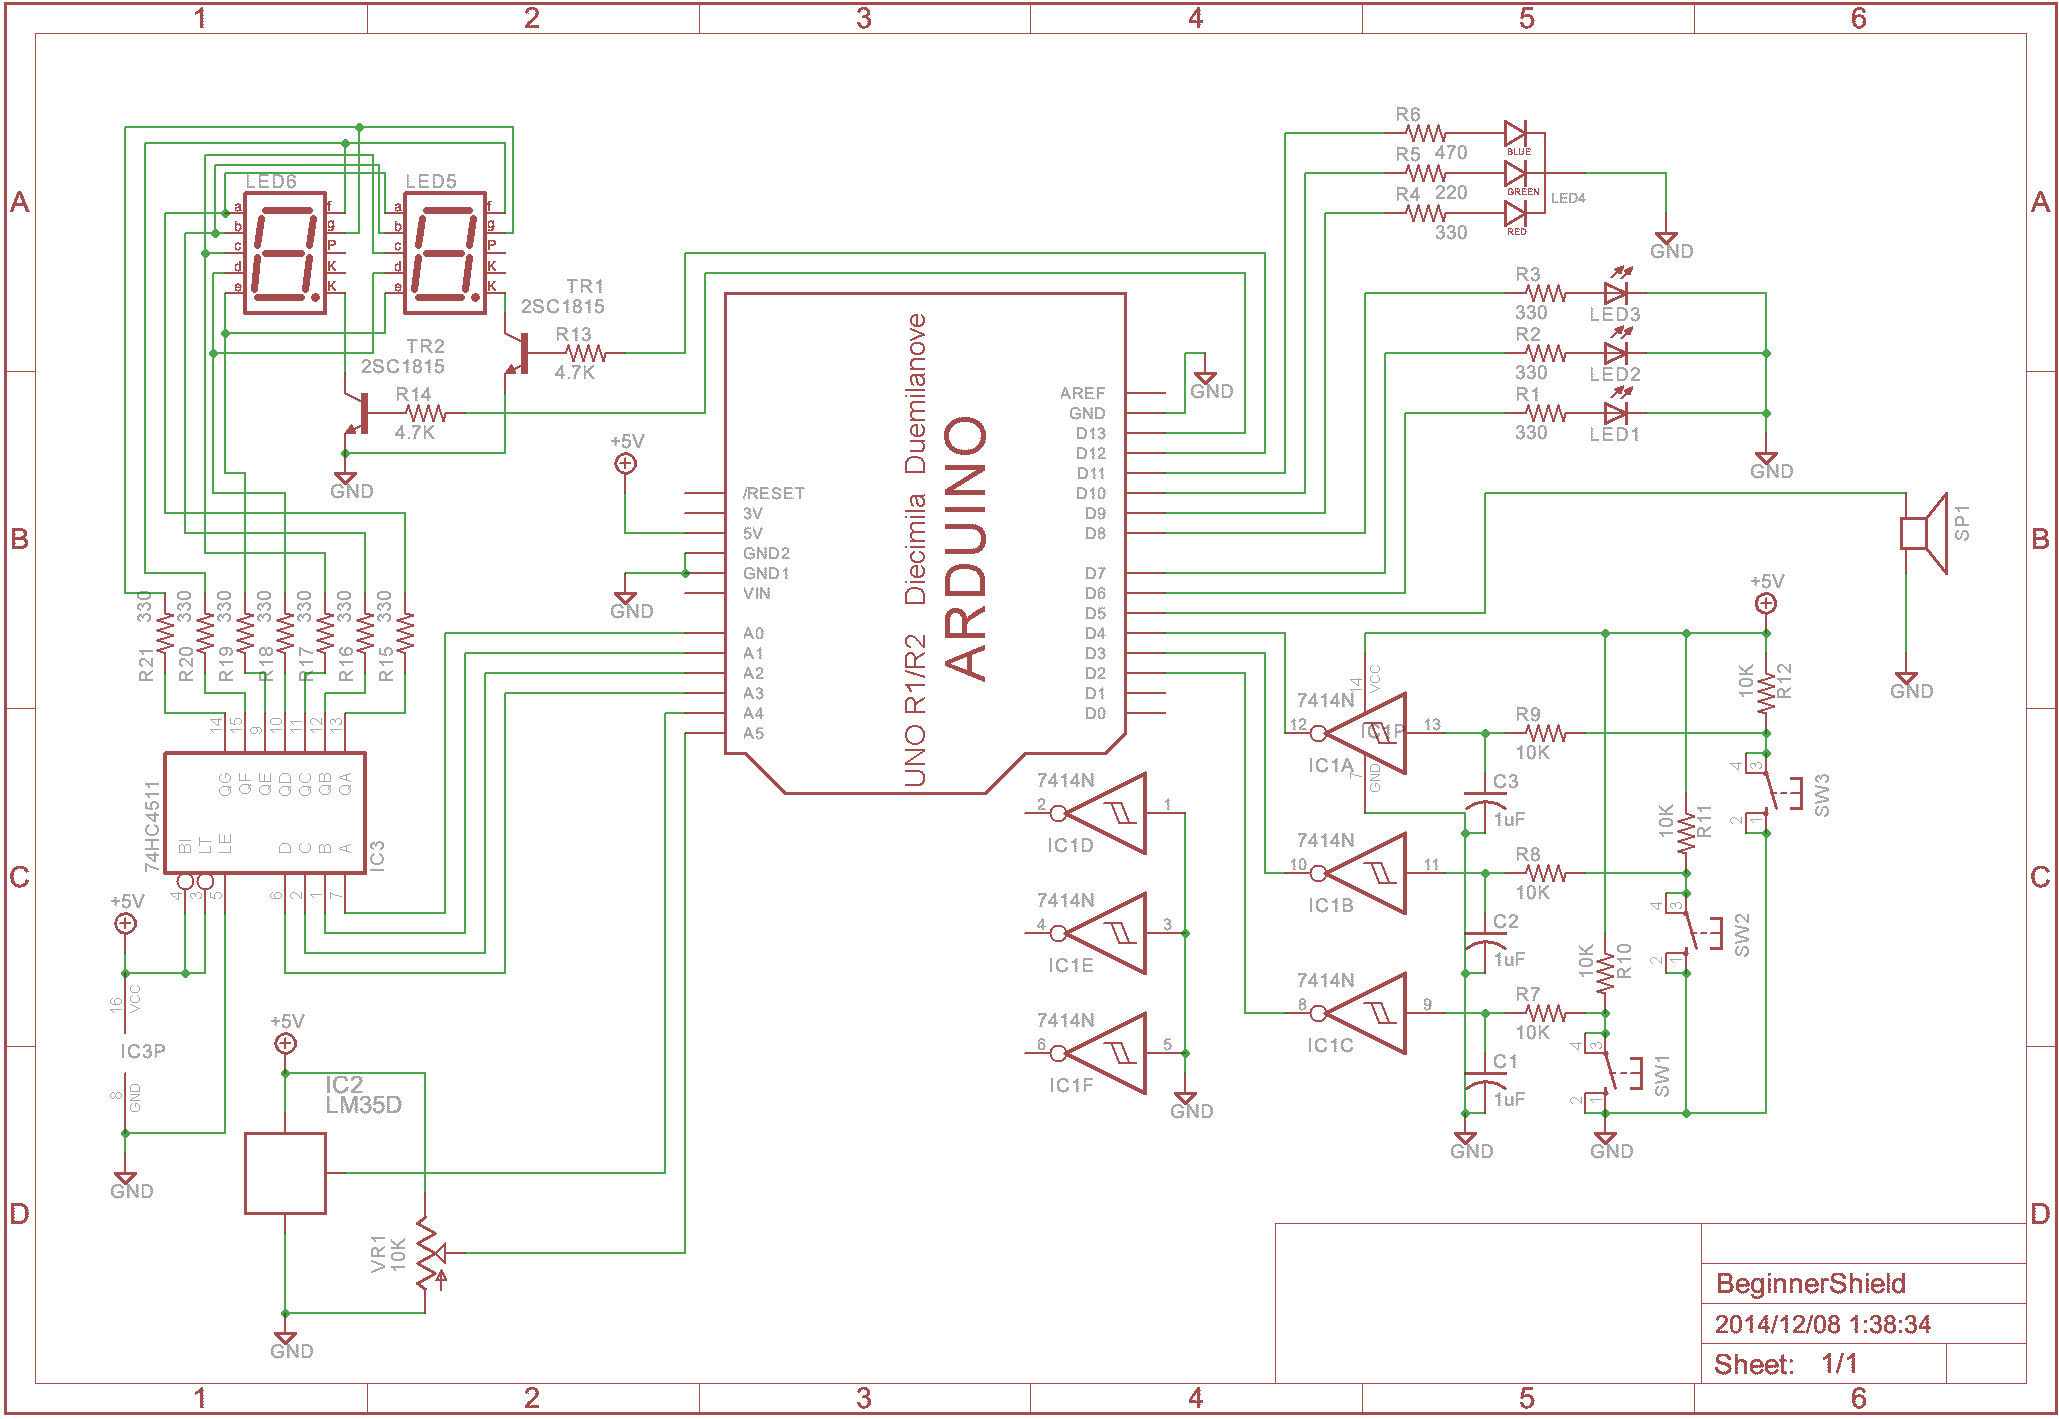 1 2 3 4 5 6
A
B
C
D
A
B
C
D
1 2 3 4 5 6
LED6
a
b
c
d
e
f
g
P
K
K
LED5
a
b
c
d
e
f
g
P
K
K
TR1
2SC1815
R13
4.7K
TR2
2SC1815
R14
4.7K
GND
+5V
GND
UNO R1/R2 Diecimila Duemilanove
ARDUINO
/RESET
3V
5V
GND2
GND1
VIN
A0
A1
A2
A3
A4
A5
AREF
GND
D13
D12
D11
D10
D9
D8
D7
D6
D5
D4
D3
D2
D1
D0
GND
R6
470
BLUE
R5
220
GREEN
R4
330
RED
LED4
GND
R3
330
LED3
R2
330
LED2
R1
330
LED1
GND
SP1
GND
+5V
10K
R12
R21 330
R20 330
R19 330
R18 330
R17 330
R16 330
R15 330
14 15 9 10 11 12 13
QG QF QE QD QC QB QA
74HC4511
BI LT LE D C B A
IC3
4 3 5 6 2 1 7
+5V
16 VCC
IC3P
8 GND
GND
+5V
IC2
LM35D
VR1
10K
GND
7414N
2 1
IC1D
7414N
4 3
IC1E
7414N
6 5
IC1F
GND
7414N
14 VCC
12 13
IC1P
IC1A
7 GND
R9
10K
C3
1uF
7414N
10 11
IC1B
R8
10K
C2
1uF
7414N
8 9
IC1C
R7
10K
C1
1uF
GND
10K
R11
10K
R10
4 3
2 1
SW3
4 3
2 1
SW2
4 3
2 1
SW1
GND
BeginnerShield
2014/12/08 1:38:34
Sheet: 1/1